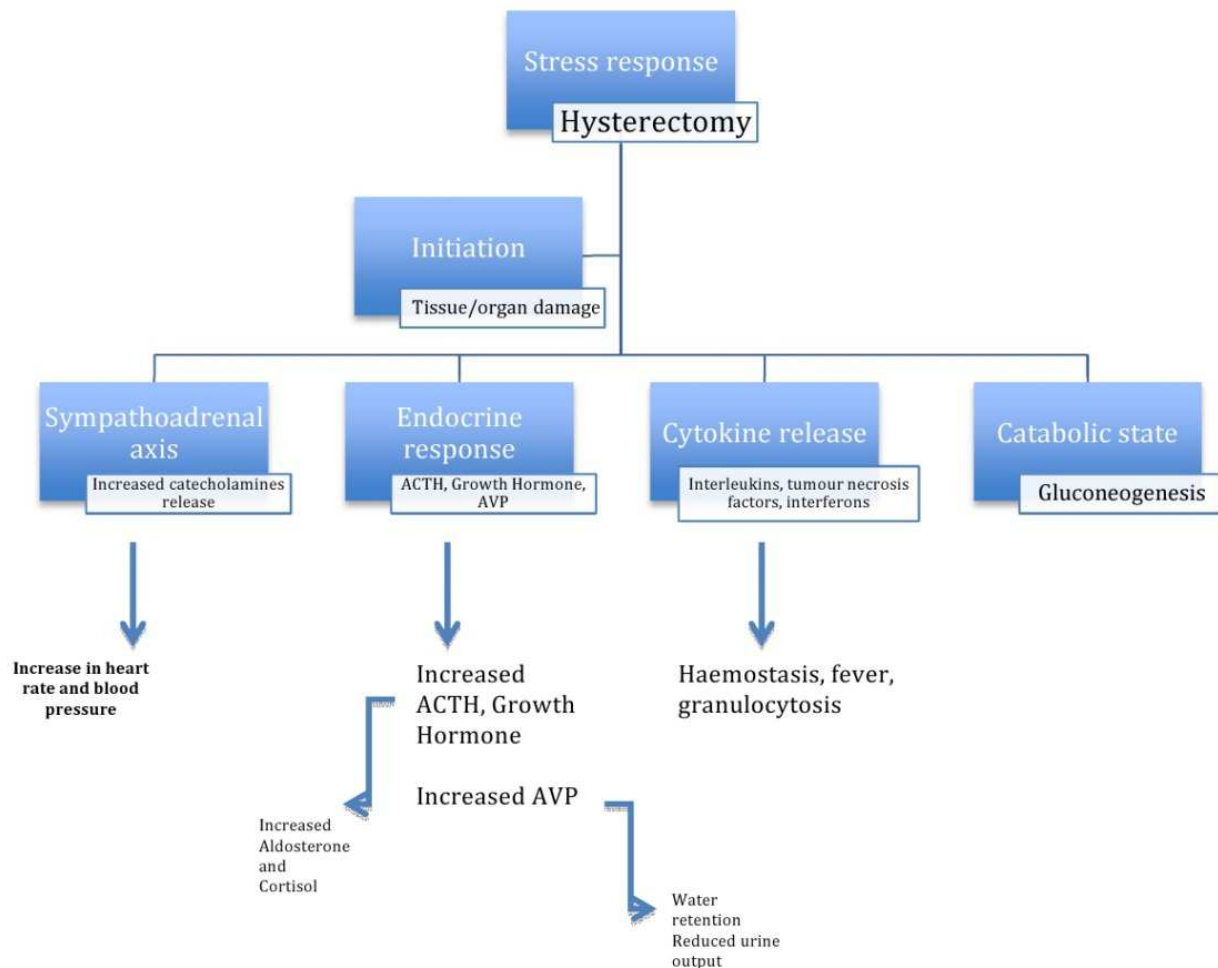 Stress response
Hysterectomy
Initiation
Tissue/organ damage
Sympathoadrenal
axis
Increased catecholamines
release
Endocrine
response
ACTH, Growth Hormone,
AVP
Cytokine release
Interleukins, tumour necrosis
factors, interferons
Catabolic state
Gluconeogenesis
Increase in heart
rate and blood
pressure
Increased
ACTH, Growth
Hormone
Increased AVP
Haemostasis, fever,
granulocytosis
Increased
Aldosterone
and
Cortisol
Water
retention
Reduced urine
output